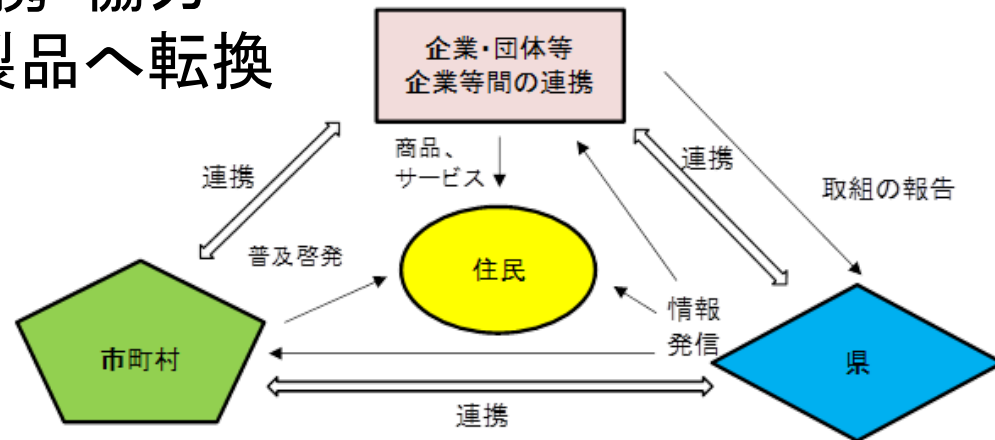 協力
製品へ転換
企業・団体等
企業等間の連携
商品、
サービス
連携
連携
取組の報告
普及啓発
住民
情報
発信
市町村
県
連携